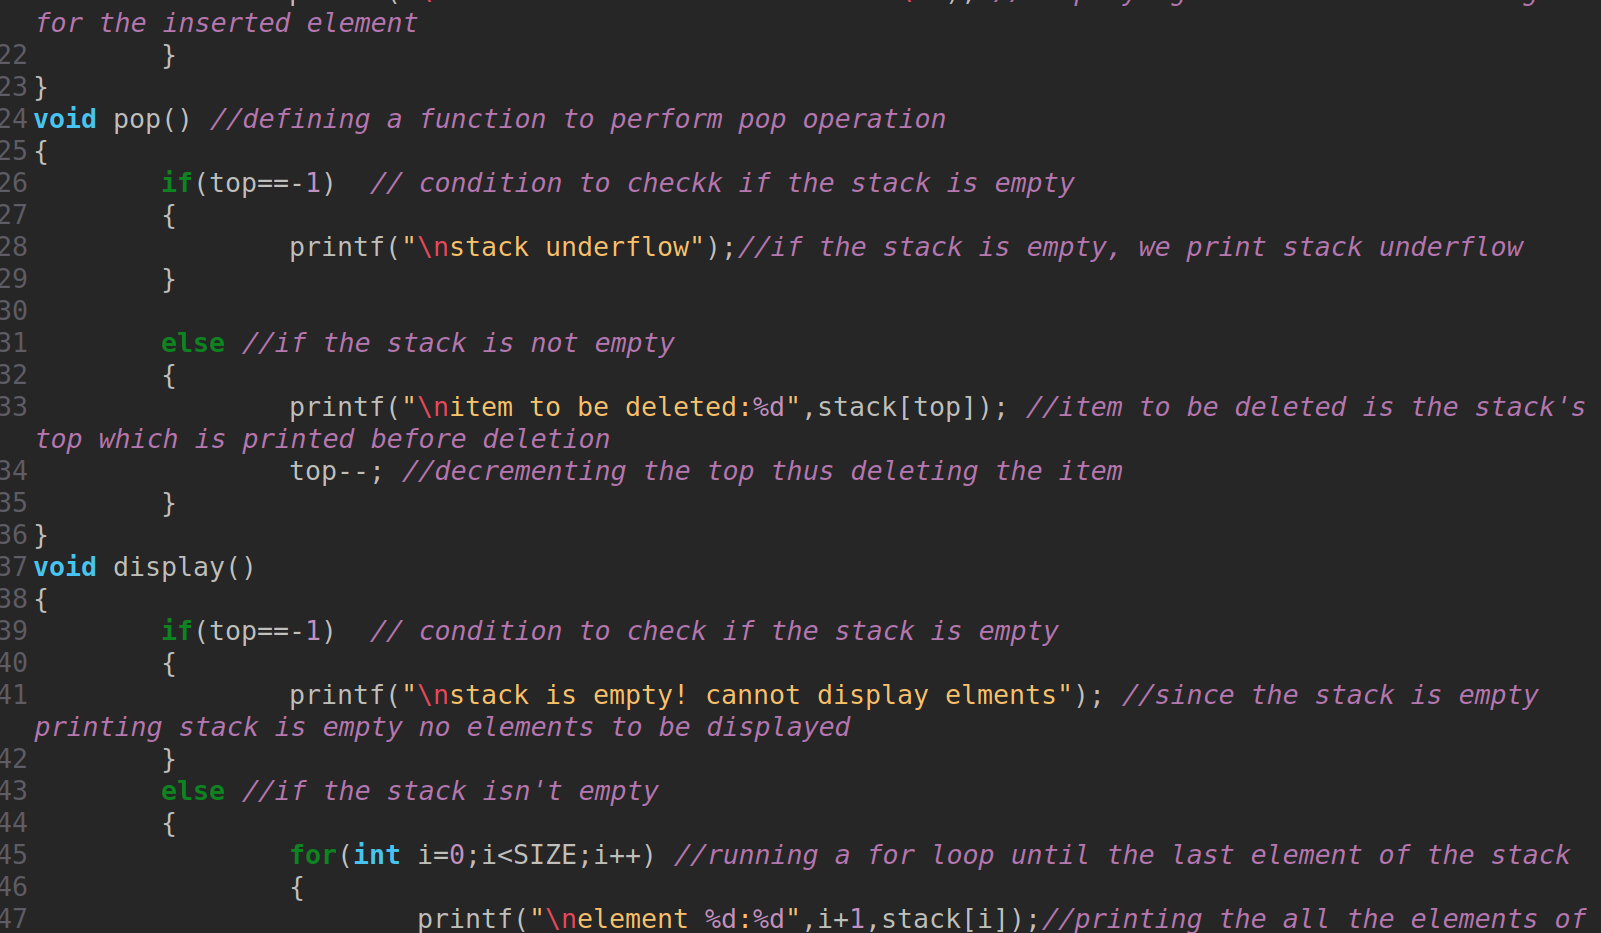 for the inserted element
22 }
23 }
24 void pop() //defining a function to perform pop operation
25 {
26 if(top==-1)  // condition to checkk if the stack is empty
27 {
28 printf("\nstack underflow");//if the stack is empty, we print stack underflow
29 }
30
31 else //if the stack is not empty
32 {
33 printf("\nitem to be deleted:%d",stack[top]); //item to be deleted is the stack's
top which is printed before deletion
34 top--; //decrementing the top thus deleting the item
35 }
36 }
37 void display()
38 {
39 if(top==-1)  // condition to check if the stack is empty
40 {
41 printf("\nstack is empty! cannot display elments"); //since the stack is empty
printing stack is empty no elements to be displayed
42 }
43 else //if the stack isn't empty
44 {
45 for(int i=0;i<SIZE;i++) //running a for loop until the last element of the stack
46 {
47 printf("\nelement %d:%d",i+1,stack[i]);//printing the all the elements of